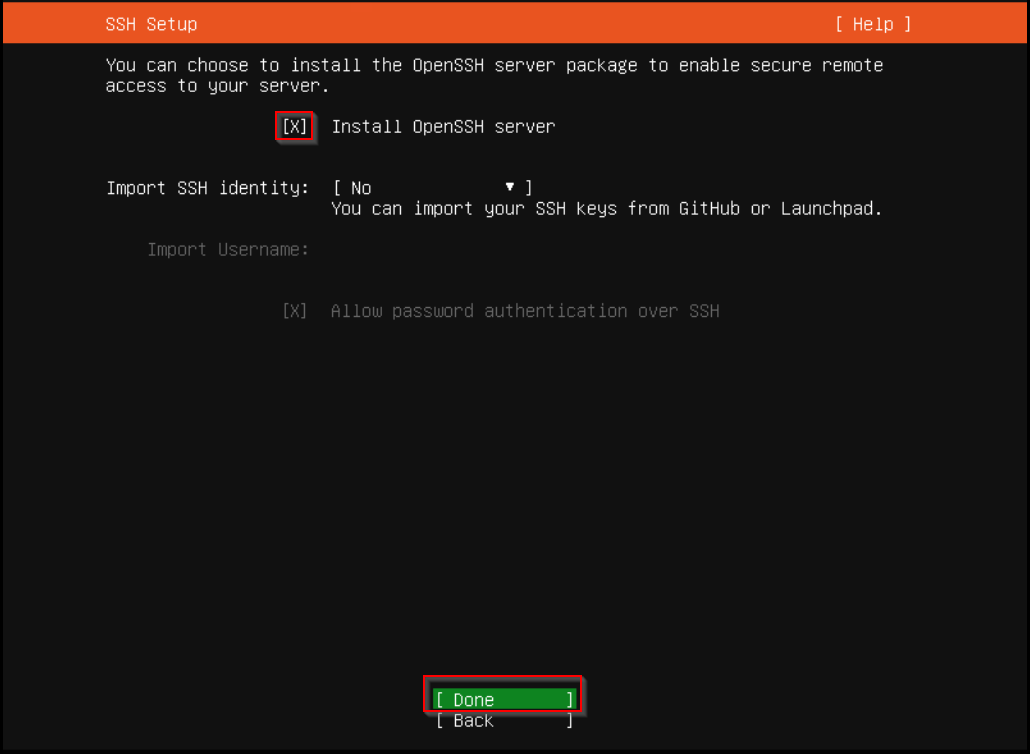 SSH Setup [ Help ]
You can choose to install the OpenSSH server package to enable secure remote
access to your server.
[X] Install OpenSSH server
Import SSH identity: [ No ▼ ]
You can import your SSH keys from GitHub or Launchpad.
Import Username:
[X] Allow password authentication over SSH
[ Done ]
[ Back ]